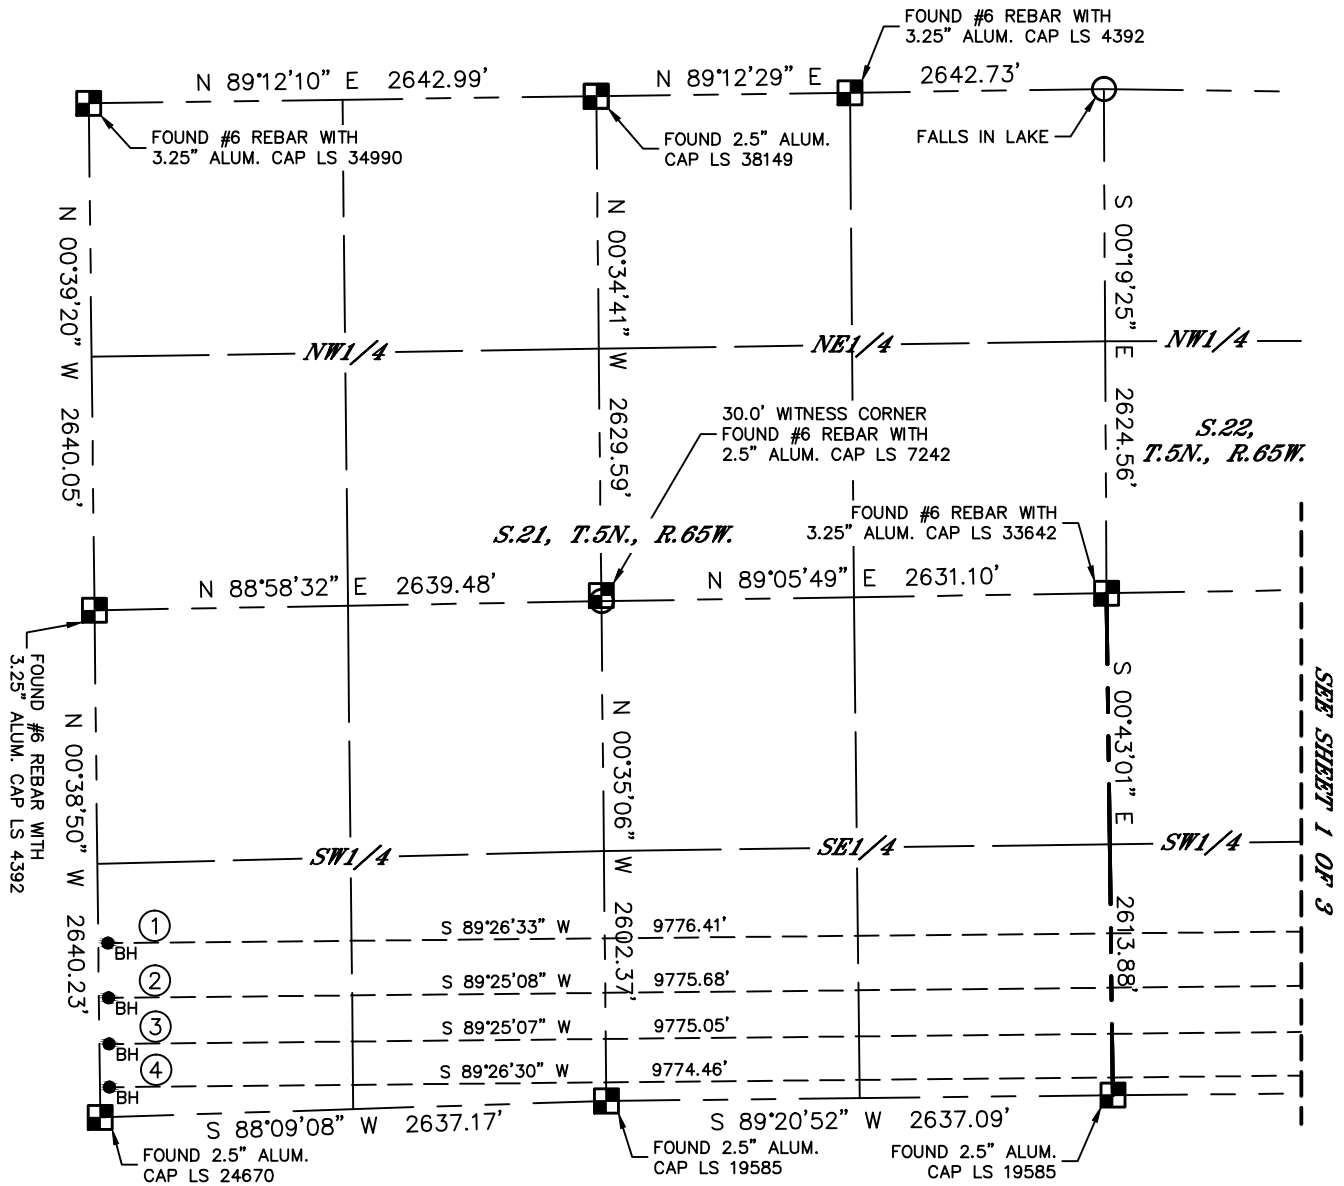 FOUND #6 REBAR WITH
3.25" ALUM. CAP LS 4392
N 89°12'10" E 2642.99'
N 89°12'29" E 2642.73'
FOUND #6 REBAR WITH
3.25" ALUM. CAP LS 34990
FOUND 2.5" ALUM.
CAP LS 38149
FALLS IN LAKE
N 00°39'20" W 2640.05'
N 00°34'41" W 2629.59'
S 00°19'25" E 2624.56'
NW1/4
NE1/4
NW1/4
30.0' WITNESS CORNER
FOUND #6 REBAR WITH
2.5" ALUM. CAP LS 7242
S.22,
T.5N., R.65W.
FOUND #6 REBAR WITH
3.25" ALUM. CAP LS 33642
S.21, T.5N., R.65W.
N 88°58'32" E 2639.48'
N 89°05'49" E 2631.10'
FOUND #6 REBAR WITH
3.25" ALUM. CAP LS 4392
N 00°38'50" W 2640.23'
N 00°35'06" W 2602.37'
S 00°43'01" E 2613.88'
SEE SHEET 1 OF 3
SW1/4
SE1/4
SW1/4
1
BH
S 89°26'33" W 9776.41'
2
BH
S 89°25'08" W 9775.68'
3
BH
S 89°25'07" W 9775.05'
4
BH
S 89°26'30" W 9774.46'
S 88°09'08" W 2637.17'
S 89°20'52" W 2637.09'
FOUND 2.5" ALUM.
CAP LS 24670
FOUND 2.5" ALUM.
CAP LS 19585
FOUND 2.5" ALUM.
CAP LS 19585